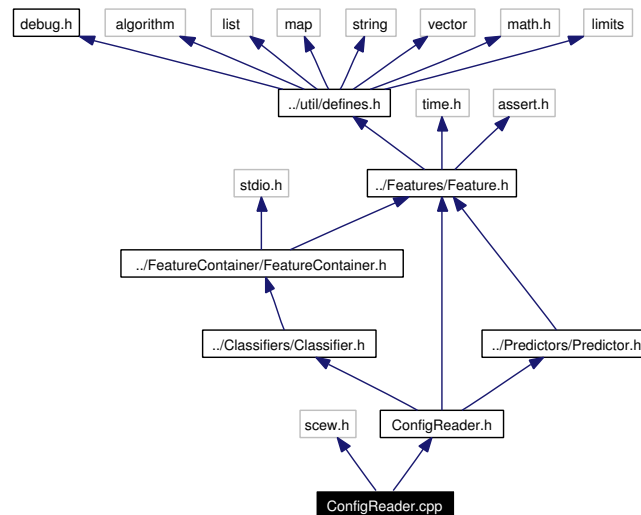 debug.h algorithm list map string vector math.h limits
../util/defines.h time.h assert.h
stdio.h ../Features/Feature.h
../FeatureContainer/FeatureContainer.h
../Classifiers/Classifier.h ../Predictors/Predictor.h
scew.h ConfigReader.h
ConfigReader.cpp